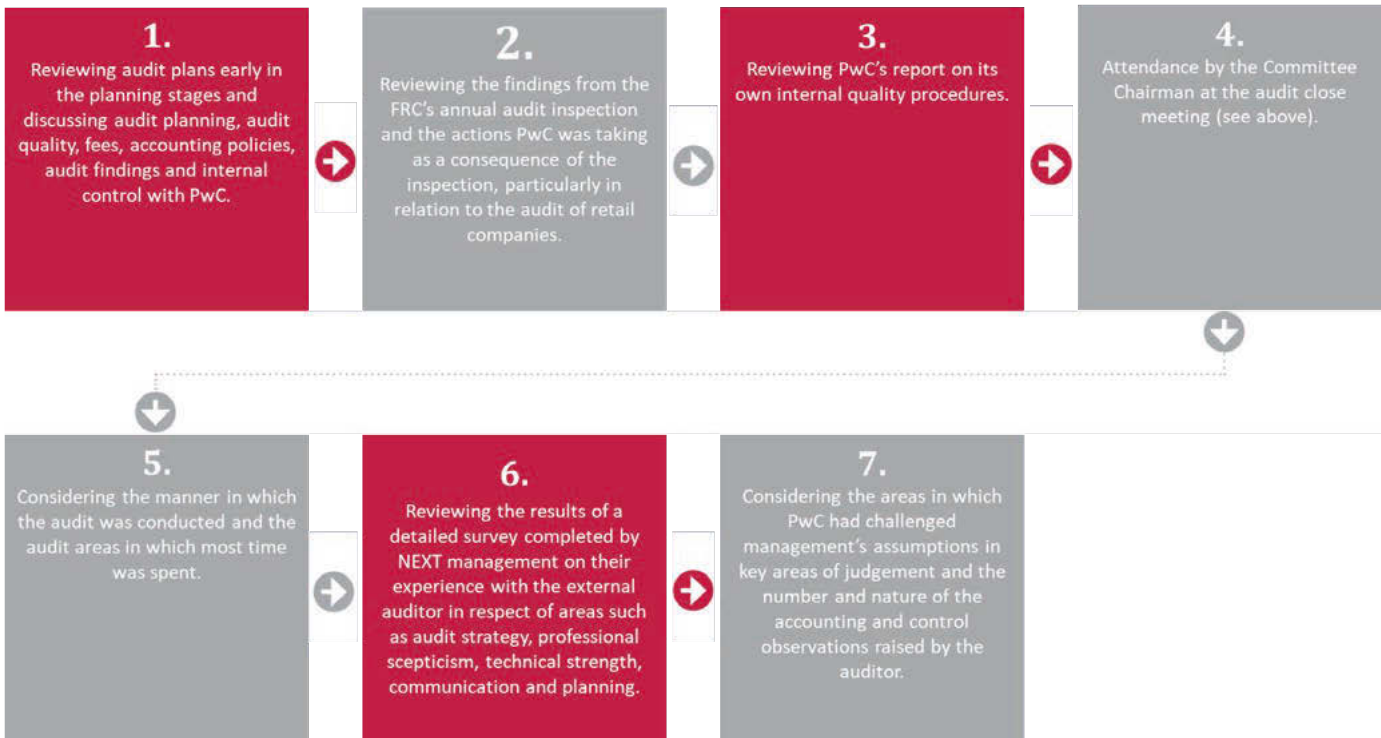 1.
Reviewing audit plans early in
the planning stages and
discussing audit planning, audit
quality, fees, accounting policies,
audit findings and internal
control with PwC.
2.
Reviewing the findings from the
FRC's annual audit inspection
and the actions PwC was taking
as a consequence of the
inspection, particularly in
relation to the audit of retail
companies.
3.
Reviewing PwC's report on its
own internal quality procedures.
4.
Attendance by the Committee
Chairman at the audit close
meeting (see above).
5.
Considering the manner in which
the audit was conducted and the
audit areas in which most time
was spent.
6.
Reviewing the results of a
detailed survey completed by
NEXT management on their
experience with the external
auditor in respect of areas such
as audit strategy, professional
scepticism, technical strength,
communication and planning.
7.
Considering the areas in which
PwC had challenged
management's assumptions in
key areas of judgement and the
number and nature of the
accounting and control
observations raised by the
auditor.